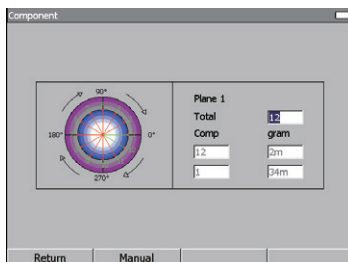 Component
90°
180°
0°
270°
Plane 1
Total 12
Comp gram
12 2m
1 34m
Return Manual